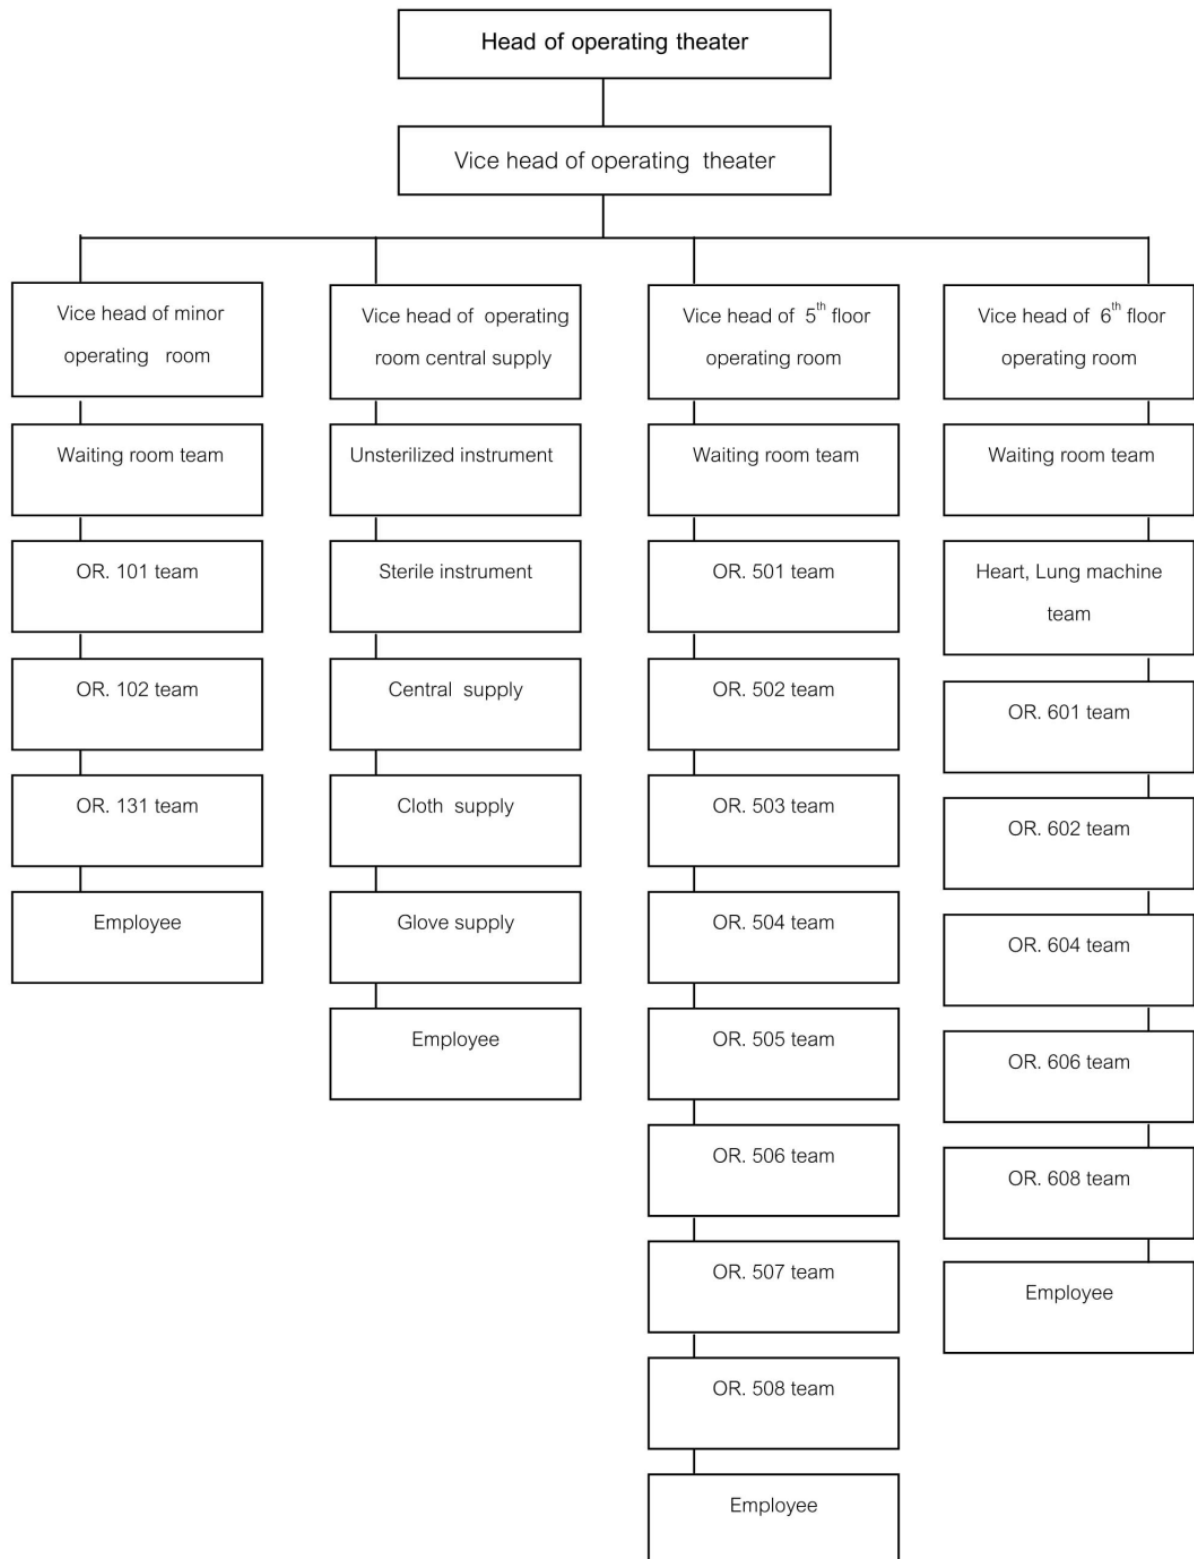 Head of operating theater
Vice head of operating theater
Vice head of minor
operating room
Waiting room team
OR. 101 team
OR. 102 team
OR. 131 team
Employee
Vice head of operating
room central supply
Unsterilized instrument
Sterile instrument
Central supply
Cloth supply
Glove supply
Employee
Vice head of 5th floor
operating room
Waiting room team
OR. 501 team
OR. 502 team
OR. 503 team
OR. 504 team
OR. 505 team
OR. 506 team
OR. 507 team
OR. 508 team
Employee
Vice head of 6th floor
operating room
Waiting room team
Heart, Lung machine
team
OR. 601 team
OR. 602 team
OR. 604 team
OR. 606 team
OR. 608 team
Employee